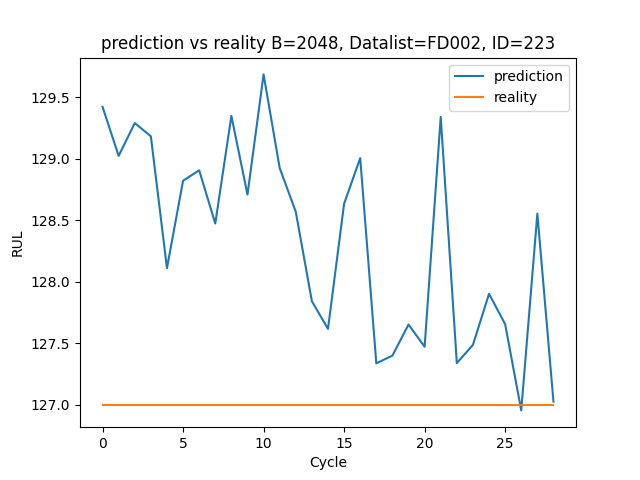 prediction vs reality B=2048, Datalist=FD002, ID=223
prediction
reality
129.5
129.0
128.5
128.0
127.5
127.0
RUL
0 5 10 15 20 25
Cycle